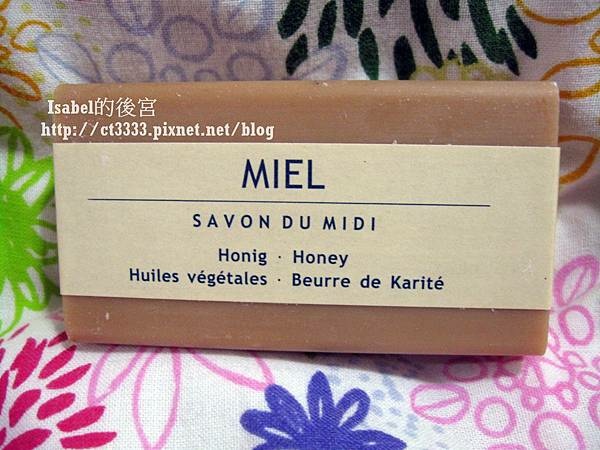 Isabel的後宮
http://ct3333.pixnet.net/blog
MIEL
SAVON DU MIDI
Honig · Honey
Huiles végétales · Beurre de Karité